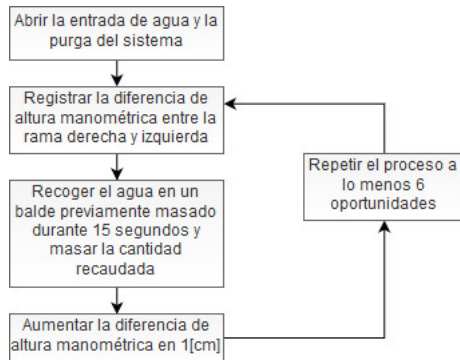 Abrir la entrada de agua y la
purga del sistema
Registrar la diferencia de
altura manométrica entre la
rama derecha y izquierda
Recoger el agua en un
balde previamente masado
durante 15 segundos y
masar la cantidad
recaudada
Aumentar la diferencia de
altura manométrica en 1[cm]
Repetir el proceso a
lo menos 6
oportunidades